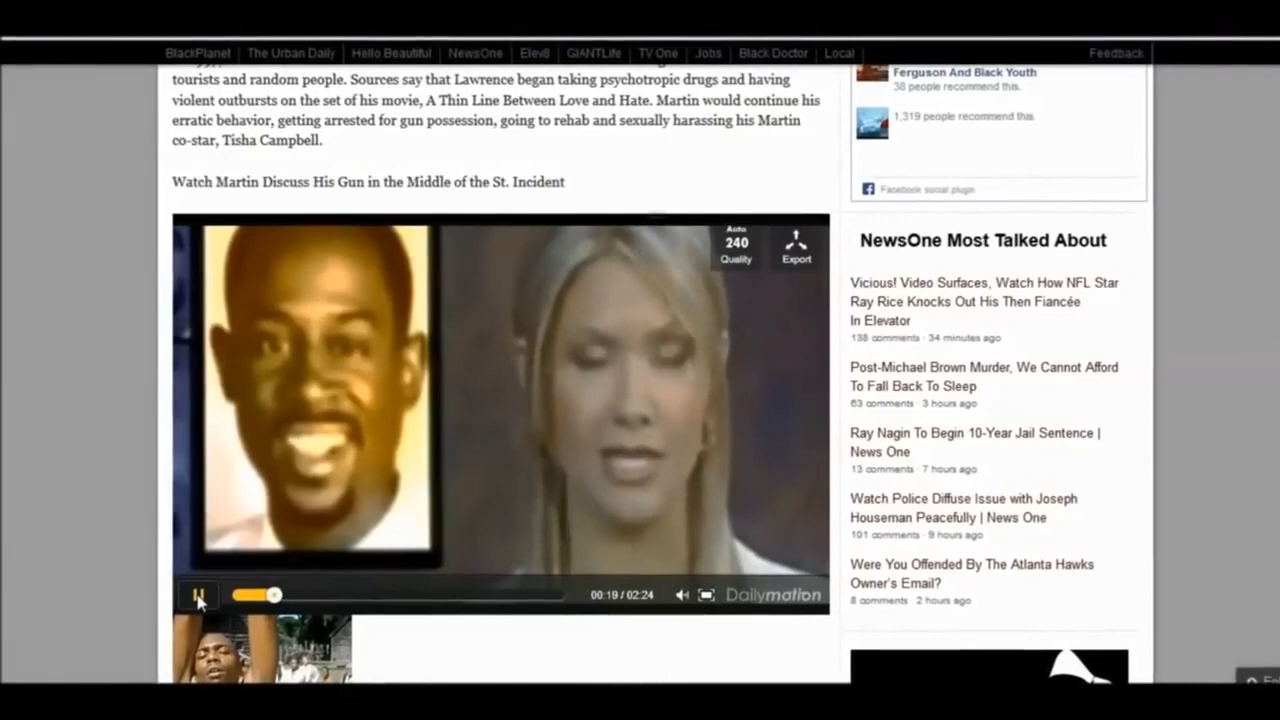 BlackPlanet The Urban Daily Hello Beautiful NewsOne Elev8 GIANTLife TV One Jobs Black Doctor Local Feedback
tourists and random people. Sources say that Lawrence began taking psychotropic drugs and having
violent outbursts on the set of his movie, A Thin Line Between Love and Hate. Martin would continue his
erratic behavior, getting arrested for gun possession, going to rehab and sexually harassing his Martin
co-star, Tisha Campbell.
Watch Martin Discuss His Gun in the Middle of the St. Incident
Auto
240
Quality
Export
00:19 / 02:24
Dailymotion
Ferguson And Black Youth
38 people recommend this.
1,319 people recommend this.
Facebook social plugin
NewsOne Most Talked About
Vicious! Video Surfaces, Watch How NFL Star
Ray Rice Knocks Out His Then Fiancée
In Elevator
138 comments · 34 minutes ago
Post-Michael Brown Murder, We Cannot Afford
To Fall Back To Sleep
63 comments · 3 hours ago
Ray Nagin To Begin 10-Year Jail Sentence |
News One
13 comments · 7 hours ago
Watch Police Diffuse Issue with Joseph
Houseman Peacefully | News One
101 comments · 9 hours ago
Were You Offended By The Atlanta Hawks
Owner's Email?
8 comments · 2 hours ago